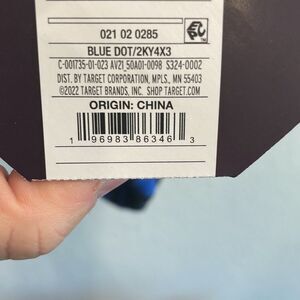 021 02 0285
BLUE DOT/2KY4X3
C-001735-01-023 AV21_50A01-0098 S324-0002
DIST. BY TARGET CORPORATION, MPLS, MN 55403
©2022 TARGET BRANDS, INC. SHOP TARGET.COM
ORIGIN: CHINA
1 96983 86346 3